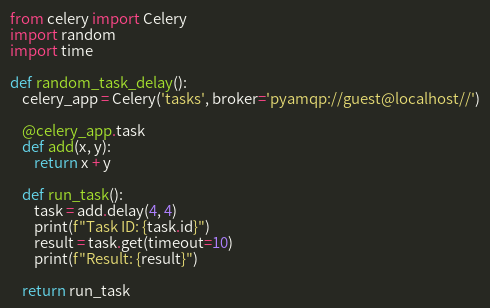 from celery import Celery
import random
import time

def random_task_delay():
    celery_app = Celery('tasks', broker='pyamqp://guest@localhost//')

    @celery_app.task
    def add(x, y):
        return x + y

    def run_task():
        task = add.delay(4, 4)
        print(f"Task ID: {task.id}")
        result = task.get(timeout=10)
        print(f"Result: {result}")

    return run_task